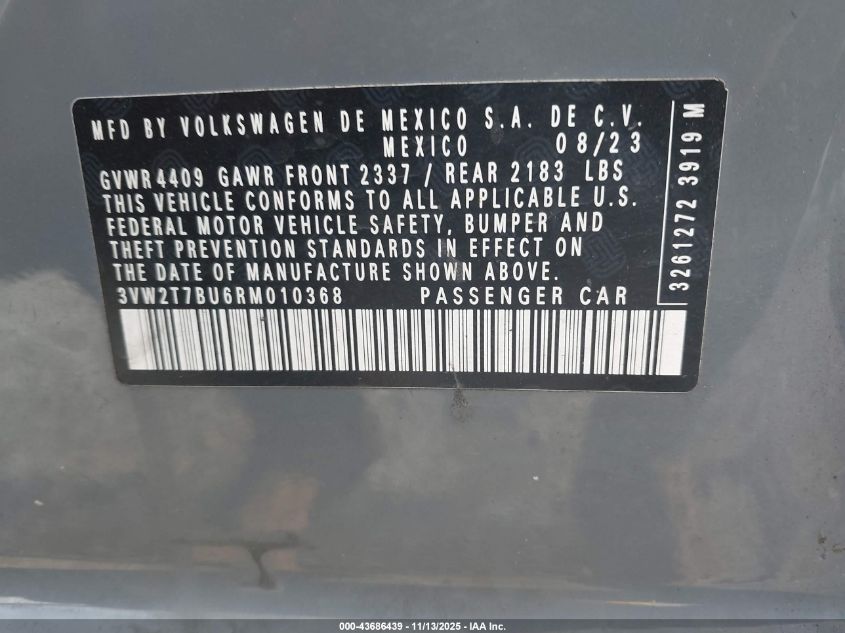 MFD BY VOLKSWAGEN DE MEXICO S.A. DE C.V.
MEXICO 08/23
GVWR4409 GAWR FRONT 2337 / REAR 2183 LBS
THIS VEHICLE CONFORMS TO ALL APPLICABLE U.S.
FEDERAL MOTOR VEHICLE SAFETY, BUMPER AND
THEFT PREVENTION STANDARDS IN EFFECT ON
THE DATE OF MANUFACTURE SHOWN ABOVE.
3VW2T7BU6RM010368 PASSENGER CAR
3261272 3919 M
000-43686439 - 11/13/2025 - IAA Inc.